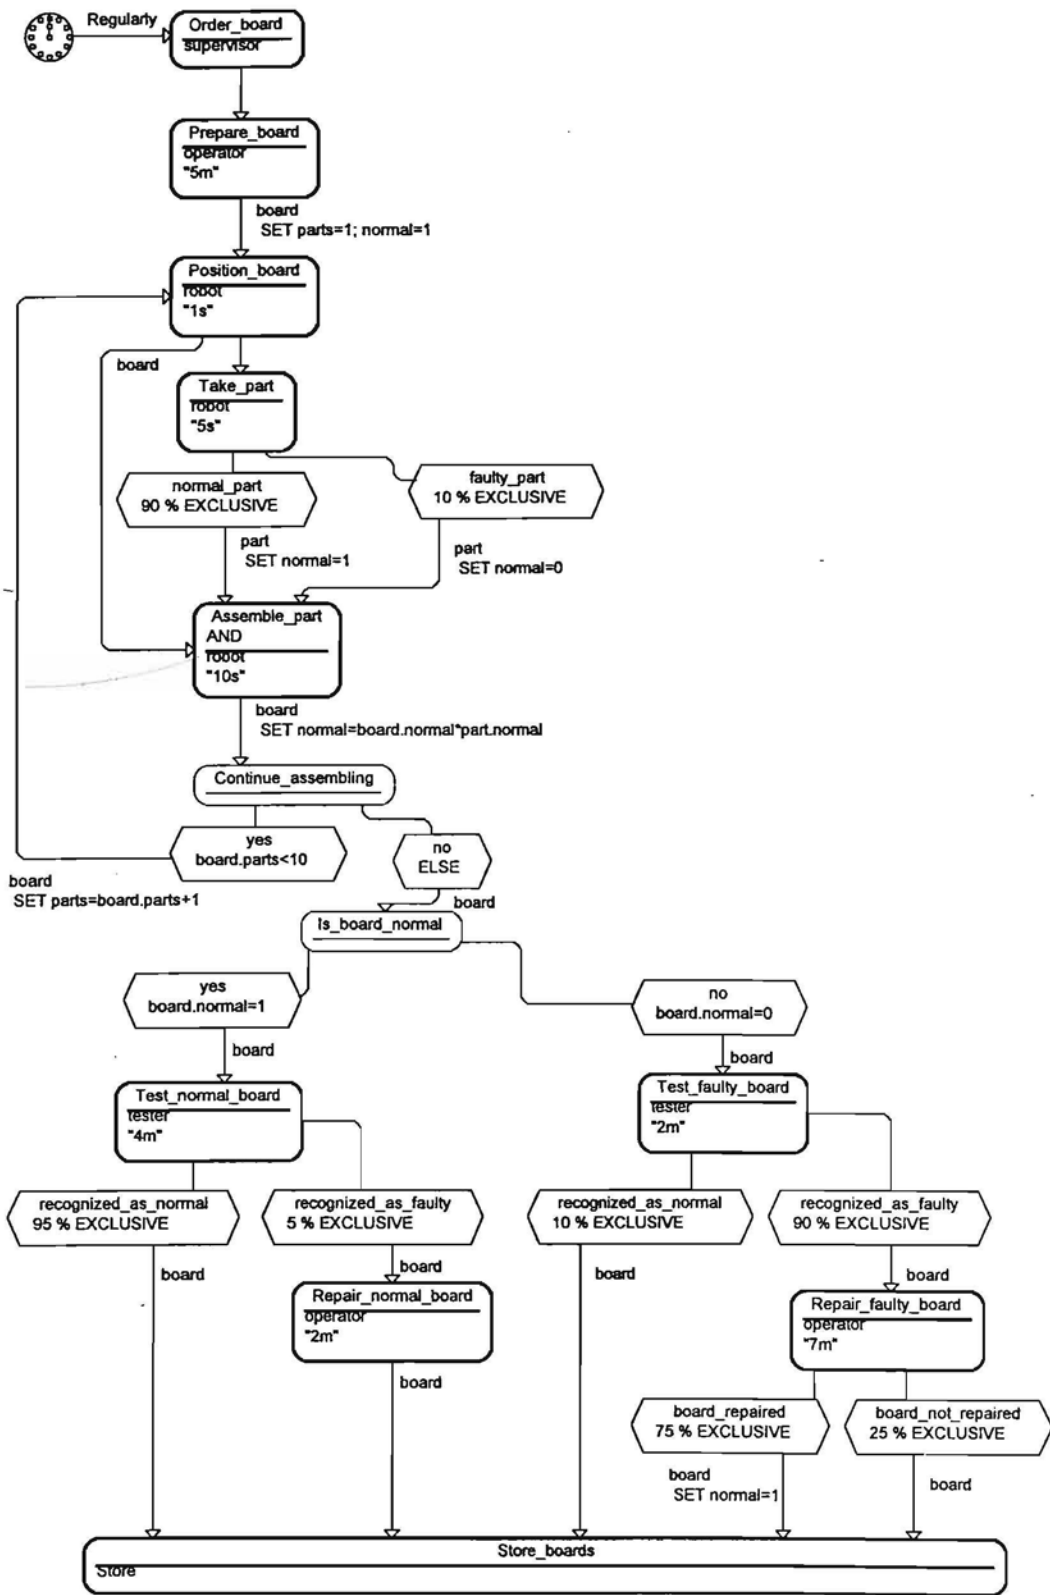 Regularly
Order_board
supervisor
Prepare_board
operator
"5m"
board
SET parts=1; normal=1
Position_board
robot
"1s"
board
Take_part
robot
"5s"
normal_part
90 % EXCLUSIVE
faulty_part
10 % EXCLUSIVE
part
SET normal=1
part
SET normal=0
Assemble_part
AND
robot
"10s"
board
SET normal=board.normal*part.normal
Continue_assembling
yes
board.parts<10
no
ELSE
board
SET parts=board.parts+1
board
Is_board_normal
yes
board.normal=1
no
board.normal=0
board
board
Test_normal_board
tester
"4m"
Test_faulty_board
tester
"2m"
recognized_as_normal
95 % EXCLUSIVE
recognized_as_faulty
5 % EXCLUSIVE
recognized_as_normal
10 % EXCLUSIVE
recognized_as_faulty
90 % EXCLUSIVE
board
board
board
board
Repair_normal_board
operator
"2m"
Repair_faulty_board
operator
"7m"
board
board_repaired
75 % EXCLUSIVE
board_not_repaired
25 % EXCLUSIVE
board
SET normal=1
board
Store_boards
Store